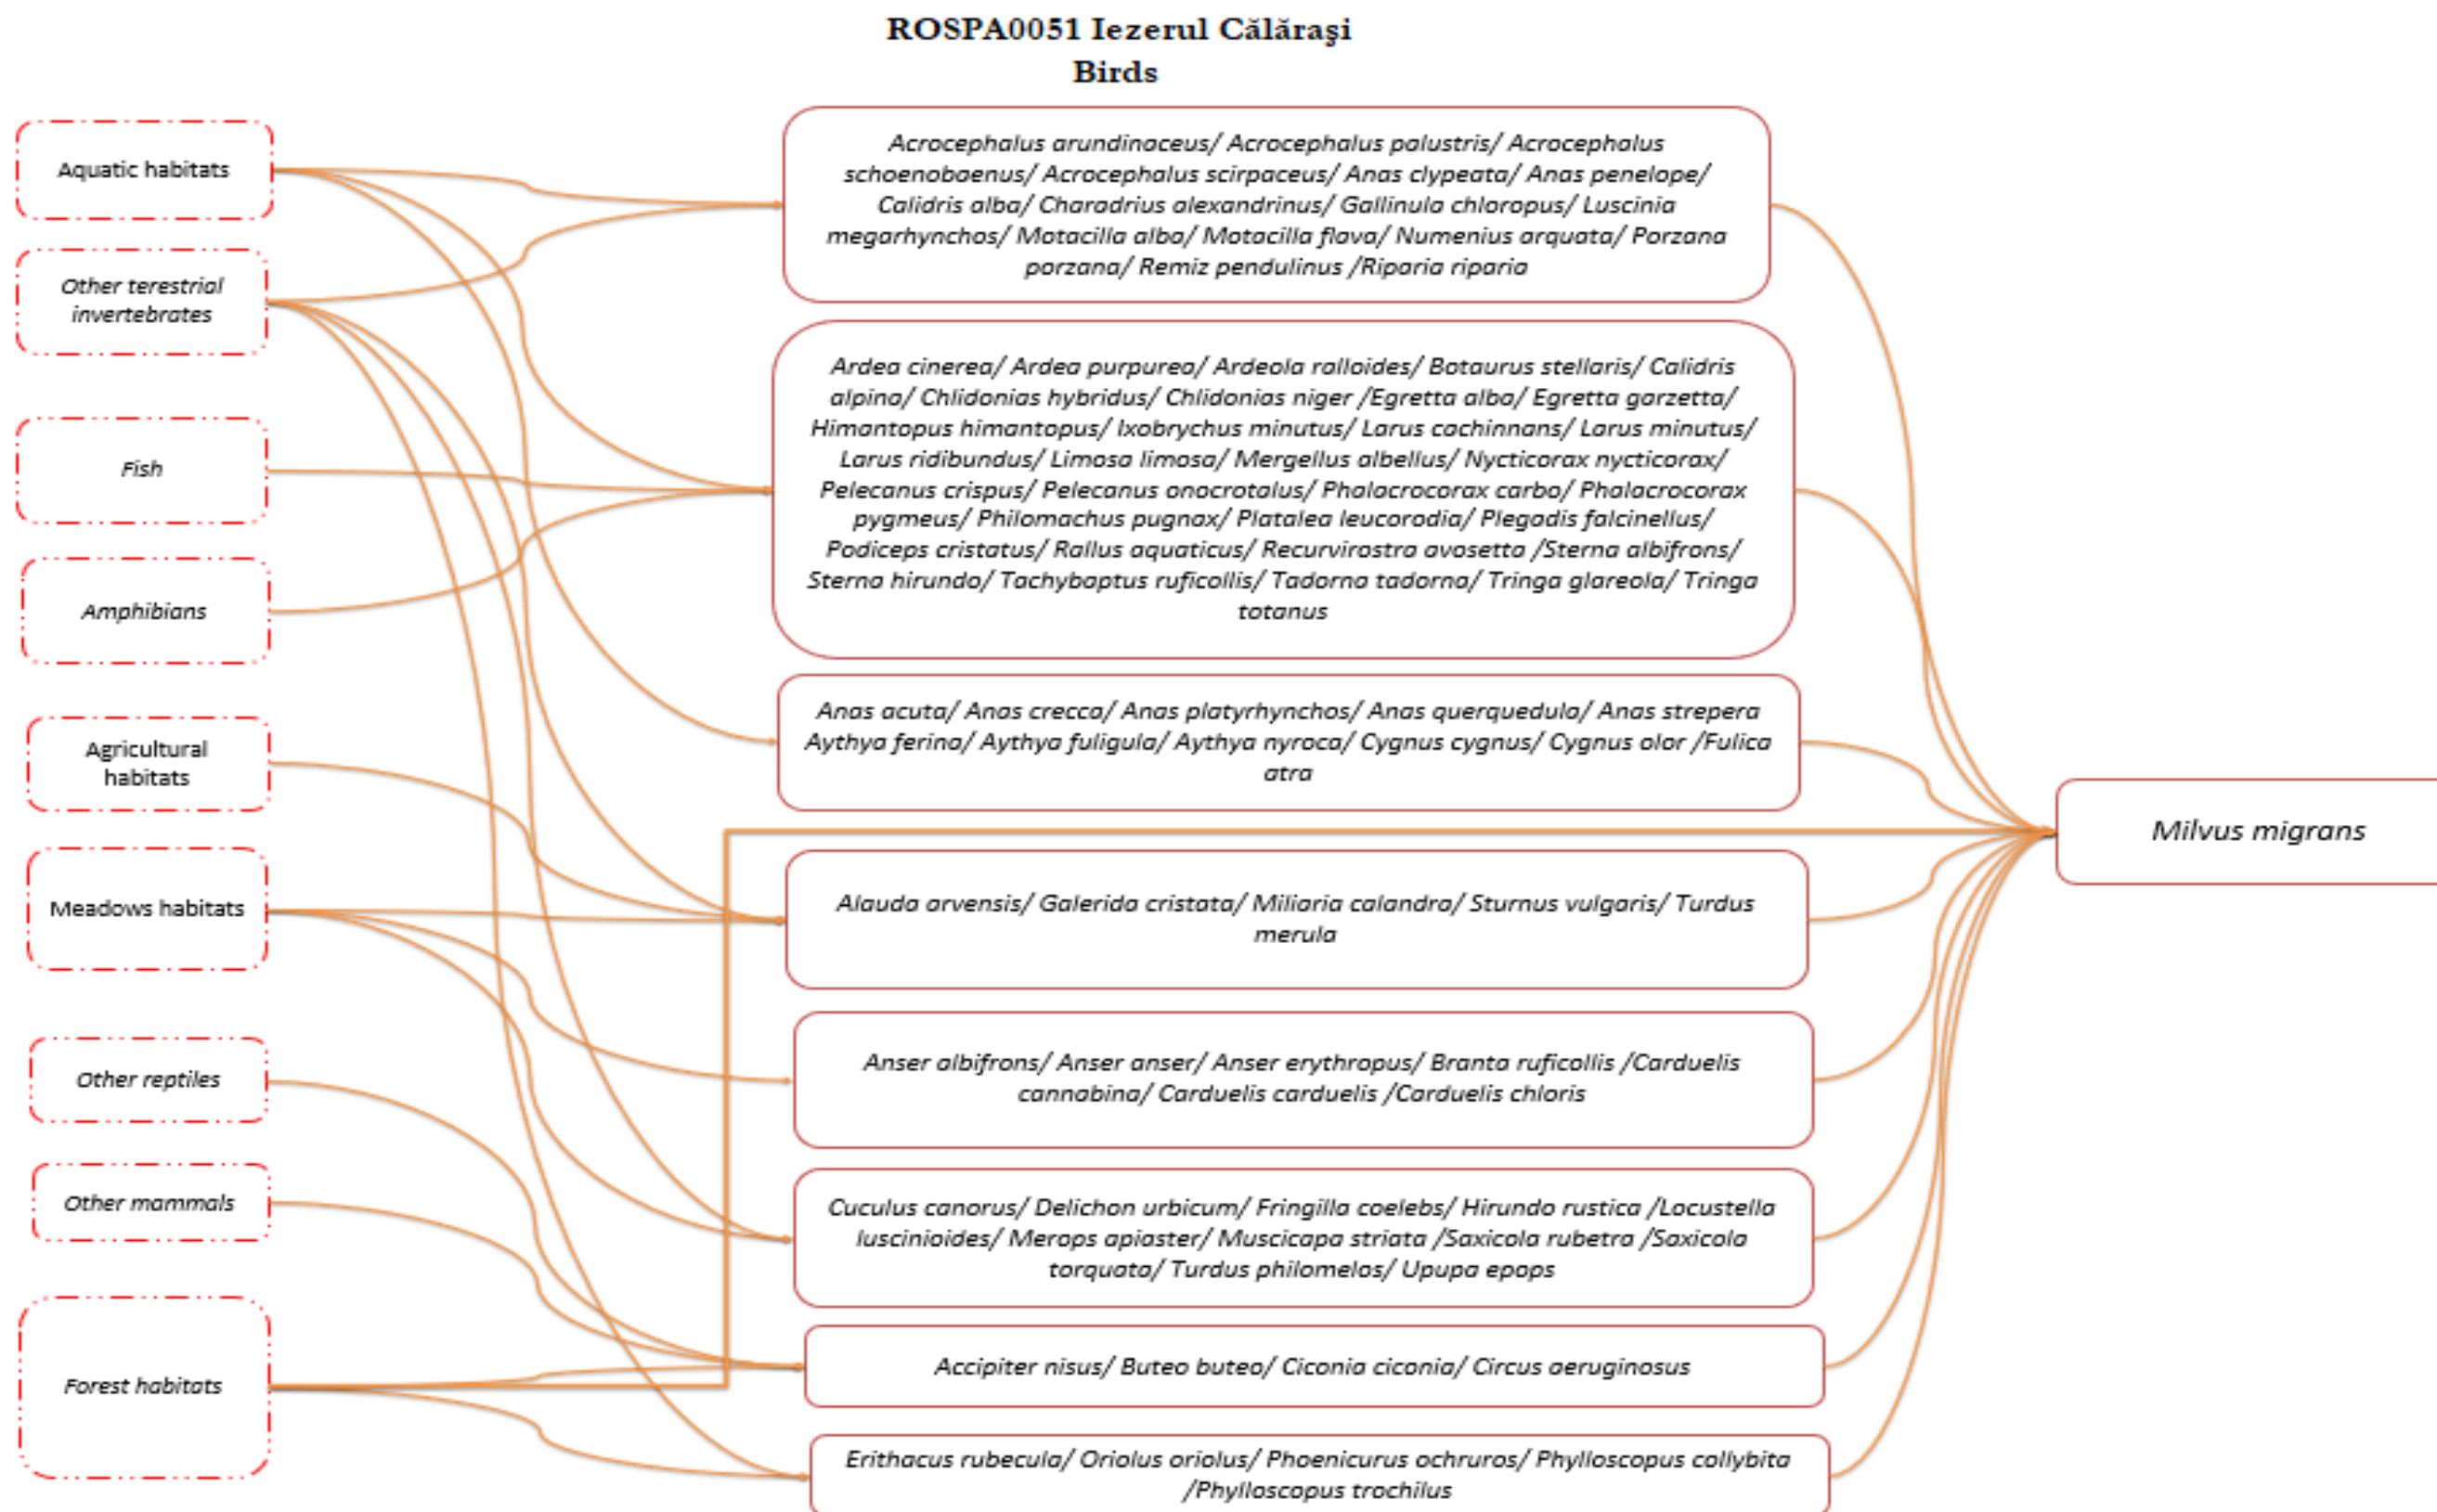 ROSPA0051 Iezerul Călăraşi
Birds
Aquatic habitats
Other terestrial
invertebrates
Fish
Amphibians
Agricultural
habitats
Meadows habitats
Other reptiles
Other mammals
Forest habitats
Acrocephalus arundinaceus/ Acrocephalus palustris/ Acrocephalus
schoenobaenus/ Acrocephalus scirpaceus/ Anas clypeata/ Anas penelope/
Calidris alba/ Charadrius alexandrinus/ Gallinula chloropus/ Luscinia
megarhynchos/ Motacilla alba/ Motacilla flava/ Numenius arquata/ Porzana
porzana/ Remiz pendulinus /Riparia riparia
Ardea cinerea/ Ardea purpurea/ Ardeola ralloides/ Botaurus stellaris/ Calidris
alpina/ Chlidonias hybridus/ Chlidonias niger /Egretta alba/ Egretta garzetta/
Himantopus himantopus/ Ixobrychus minutus/ Larus cachinnans/ Larus minutus/
Larus ridibundus/ Limosa limosa/ Mergellus albellus/ Nycticorax nycticorax/
Pelecanus crispus/ Pelecanus onocrotalus/ Phalacrocorax carbo/ Phalacrocorax
pygmeus/ Philomachus pugnax/ Platalea leucorodia/ Plegadis falcinellus/
Podiceps cristatus/ Rallus aquaticus/ Recurvirostra avosetta /Sterna albifrons/
Sterna hirundo/ Tachybaptus ruficollis/ Tadorna tadorna/ Tringa glareola/ Tringa
totanus
Anas acuta/ Anas crecca/ Anas platyrhynchos/ Anas querquedula/ Anas strepera
Aythya ferina/ Aythya fuligula/ Aythya nyroca/ Cygnus cygnus/ Cygnus olor /Fulica
atra
Alauda arvensis/ Galerida cristata/ Miliaria calandra/ Sturnus vulgaris/ Turdus
merula
Anser albifrons/ Anser anser/ Anser erythropus/ Branta ruficollis /Carduelis
cannabina/ Carduelis carduelis /Carduelis chloris
Cuculus canorus/ Delichon urbicum/ Fringilla coelebs/ Hirundo rustica /Locustella
luscinioides/ Merops apiaster/ Muscicapa striata /Saxicola rubetra /Saxicola
torquata/ Turdus philomelos/ Upupa epops
Accipiter nisus/ Buteo buteo/ Ciconia ciconia/ Circus aeruginosus
Erithacus rubecula/ Oriolus oriolus/ Phoenicurus ochruros/ Phylloscopus collybita
/Phylloscopus trochilus
Milvus migrans